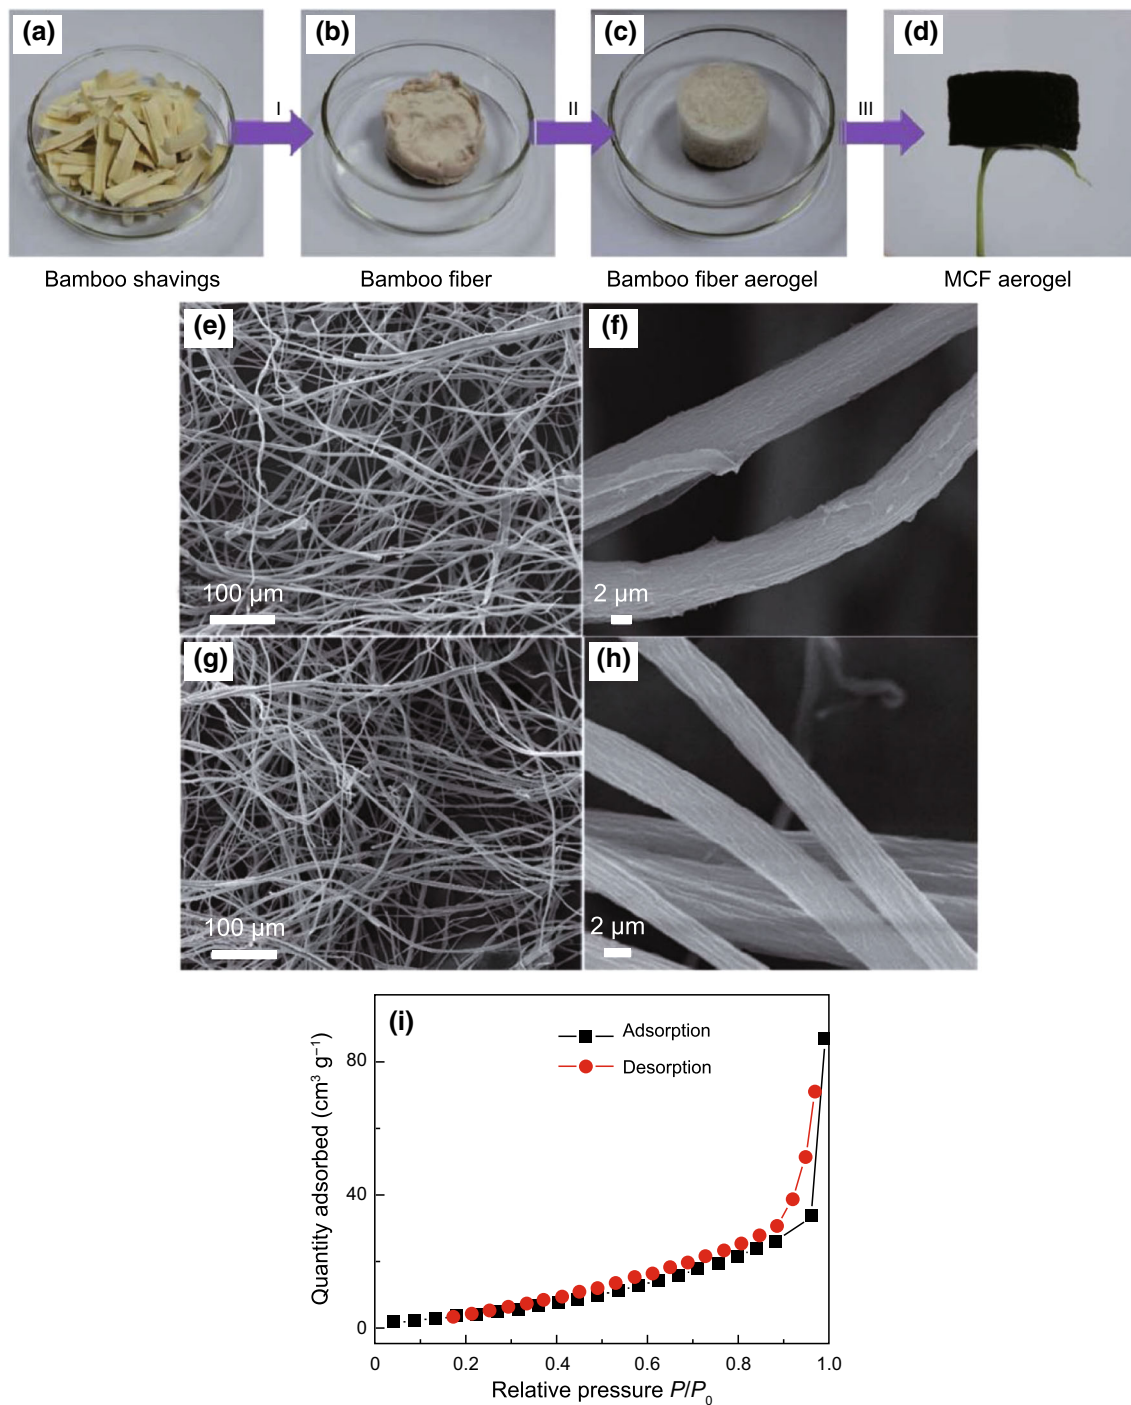 (a)
(b)
(c)
(d)
I
II
III
Bamboo shavings
Bamboo fiber
Bamboo fiber aerogel
MCF aerogel
(e)
(f)
100 µm
2 µm
(g)
(h)
100 µm
2 µm
(i)
Adsorption
Desorption
Quantity adsorbed (cm³ g⁻¹)
80
40
0
0
0.2
0.4
0.6
0.8
1.0
Relative pressure P/P₀